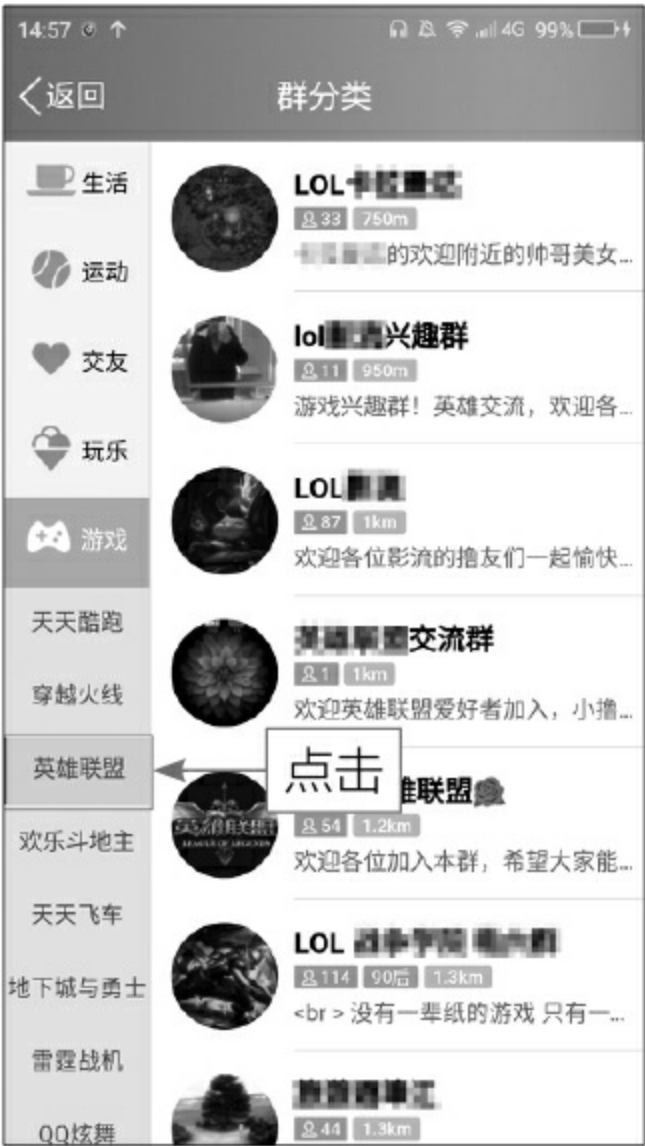 14:57 4G 99%
返回 群分类
生活
运动
交友
玩乐
游戏
天天酷跑
穿越火线
英雄联盟
欢乐斗地主
天天飞车
地下城与勇士
雷霆战机
QQ炫舞
LOL
33 750m
的欢迎附近的帅哥美女...
lol 兴趣群
11 950m
游戏兴趣群！英雄交流，欢迎各...
LOL
87 1km
欢迎各位影流的撸友们一起愉快...
交流群
1 1km
欢迎英雄联盟爱好者加入，小撸...
点击
雄联盟
54 1.2km
英雄联盟
LEAGUE OF LEGENDS
欢迎各位加入本群，希望大家能...
LOL
114 90后 1.3km
<br > 没有一辈纸的游戏 只有一...
44 1.3km